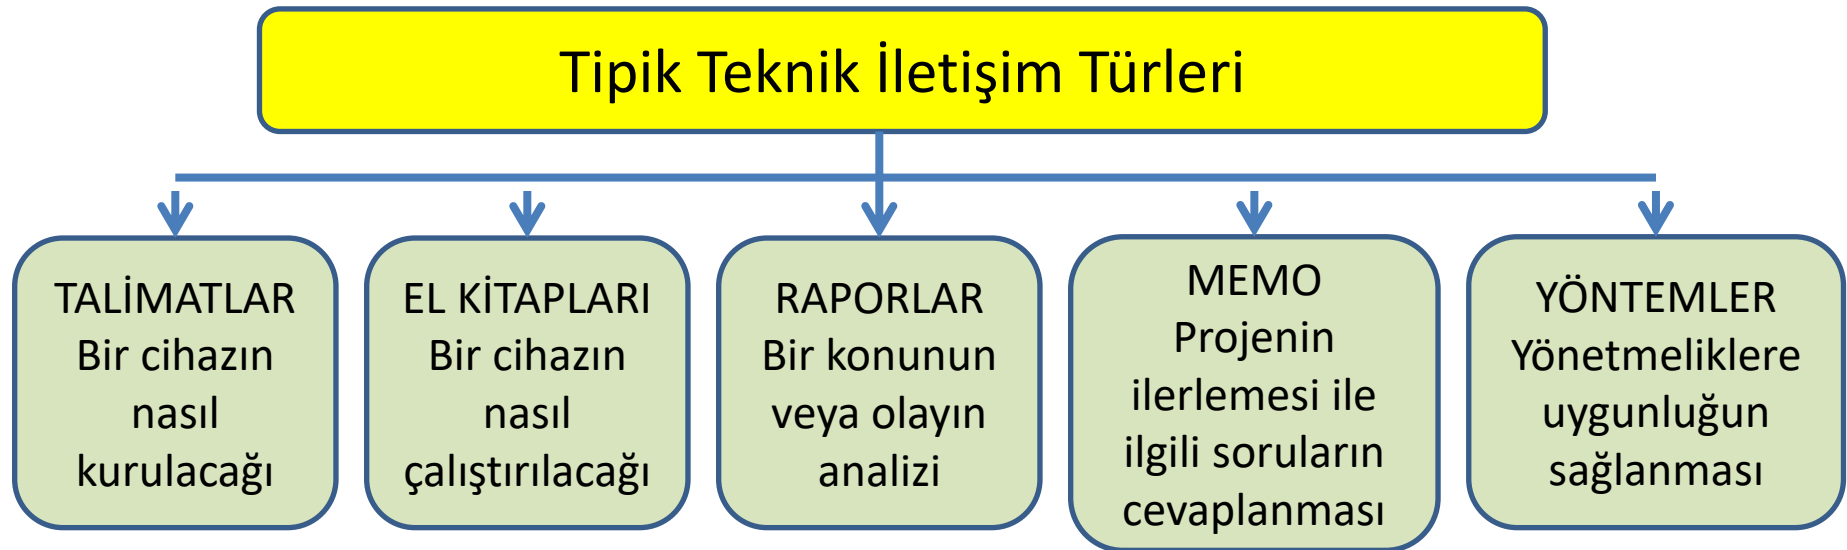 Tipik Teknik İletişim Türleri
TALİMATLAR
Bir cihazın
nasıl
kurulacağı
EL KİTAPLARI
Bir cihazın
nasıl
çalıştırılacağı
RAPORLAR
Bir konunun
veya olayın
analizi
MEMO
Projenin
ilerlemesi ile
ilgili soruların
cevaplanması
YÖNTEMLER
Yönetmeliklere
uygunluğun
sağlanması